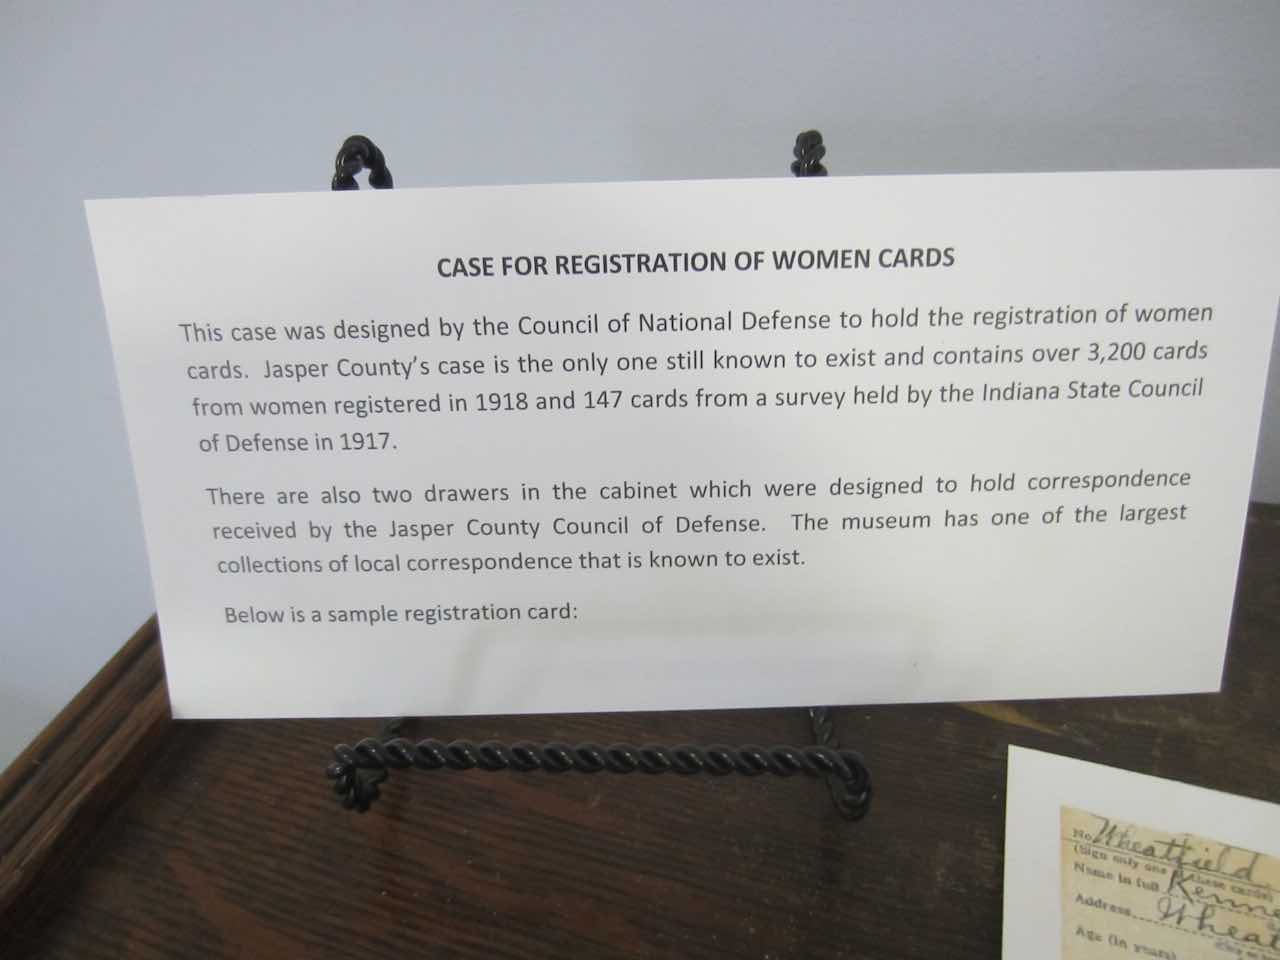 CASE FOR REGISTRATION OF WOMEN CARDS
This case was designed by the Council of National Defense to hold the registration of women
cards. Jasper County's case is the only one still known to exist and contains over 3,200 cards
from women registered in 1918 and 147 cards from a survey held by the Indiana State Council
of Defense in 1917.
There are also two drawers in the cabinet which were designed to hold correspondence
received by the Jasper County Council of Defense. The museum has one of the largest
collections of local correspondence that is known to exist.
Below is a sample registration card:
No. Wheatfield
(Sign only one these cards)
Name in full
Address
Age (in years)